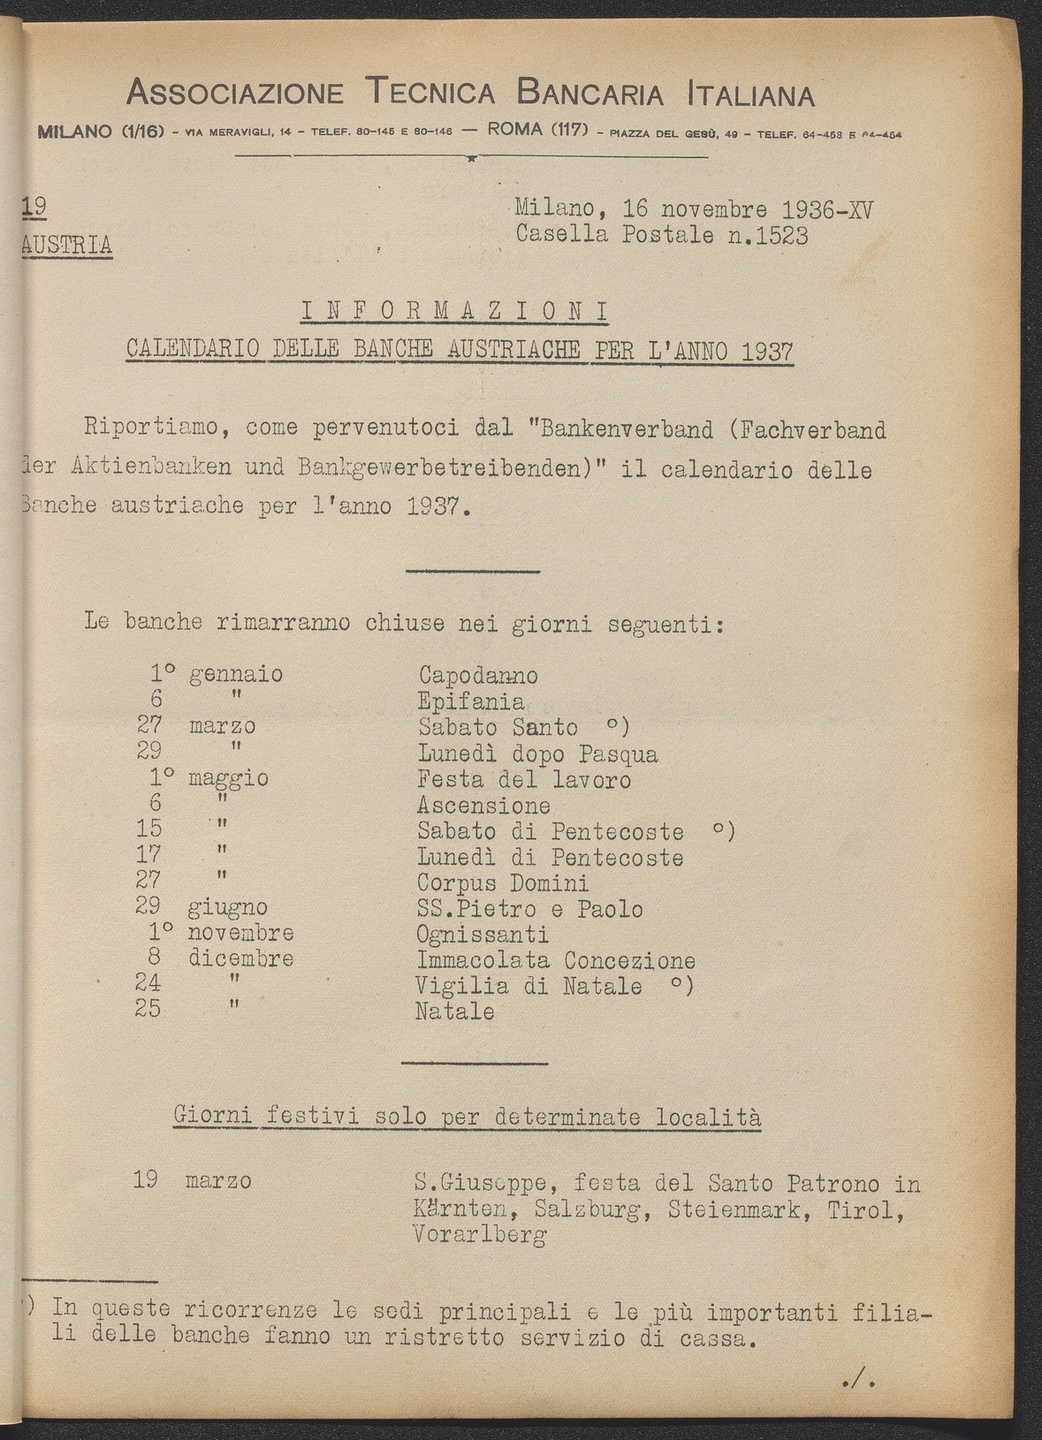 ASSOCIAZIONE TECNICA BANCARIA ITALIANA
MILANO (1/16) – VIA MERAVIGLI, 14 – TELEF. 80-145 E 80-146 — ROMA (117) – PIAZZA DEL GESÙ, 49 – TELEF. 64-453 E 64-454
19 Milano, 16 novembre 1936-XV
AUSTRIA Casella Postale n.1523
I N F O R M A Z I O N I
CALENDARIO DELLE BANCHE AUSTRIACHE PER L'ANNO 1937
Riportiamo, come pervenutoci dal "Bankenverband (Fachverband
der Aktienbanken und Bankgewerbetreibenden)" il calendario delle
Banche austriache per l'anno 1937.
Le banche rimarranno chiuse nei giorni seguenti:
1° gennaio Capodanno
6 " Epifania
27 marzo Sabato Santo °)
29 " Lunedì dopo Pasqua
1° maggio Festa del lavoro
6 " Ascensione
15 " Sabato di Pentecoste °)
17 " Lunedì di Pentecoste
27 " Corpus Domini
29 giugno SS.Pietro e Paolo
1° novembre Ognissanti
8 dicembre Immacolata Concezione
24 " Vigilia di Natale °)
25 " Natale
Giorni festivi solo per determinate località
19 marzo S.Giuseppe, festa del Santo Patrono in
Kärnten, Salzburg, Steienmark, Tirol,
Vorarlberg
°) In queste ricorrenze le sedi principali e le più importanti filia-
li delle banche fanno un ristretto servizio di cassa.
./.